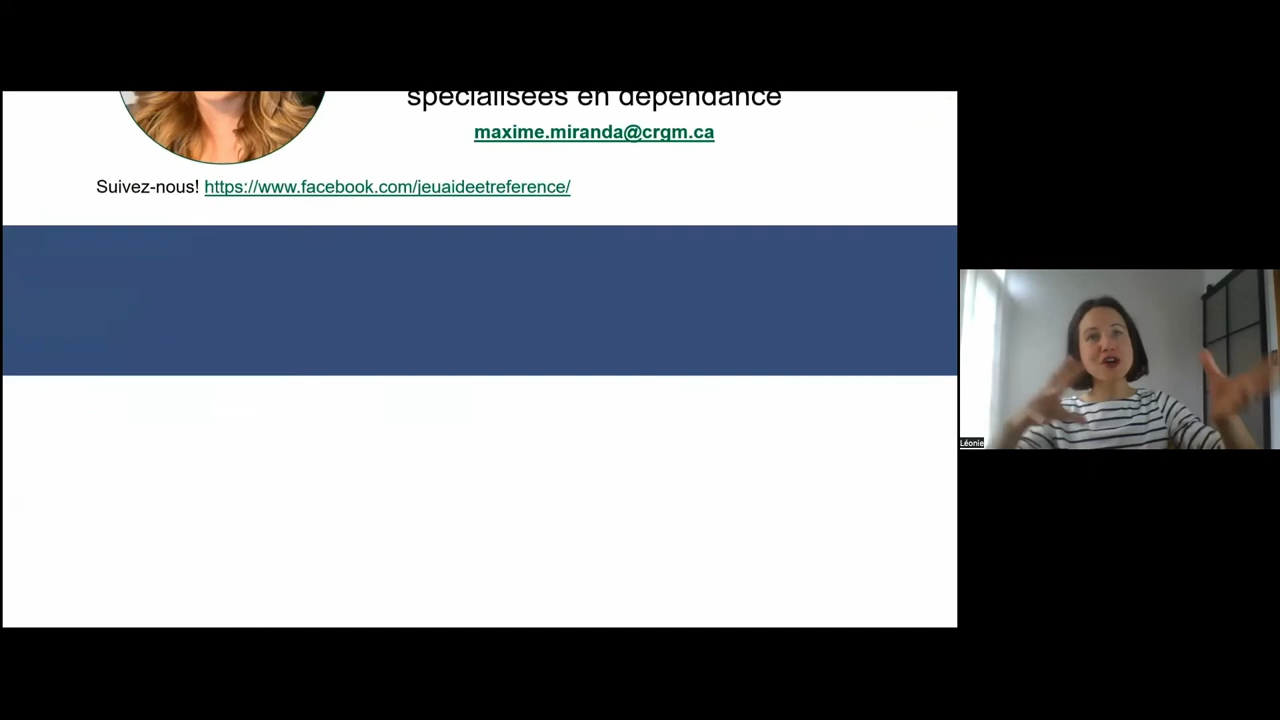 spécialisées en dépendance
maxime.miranda@crgm.ca
Suivez-nous! https://www.facebook.com/jeuaideetreference/
Léonie